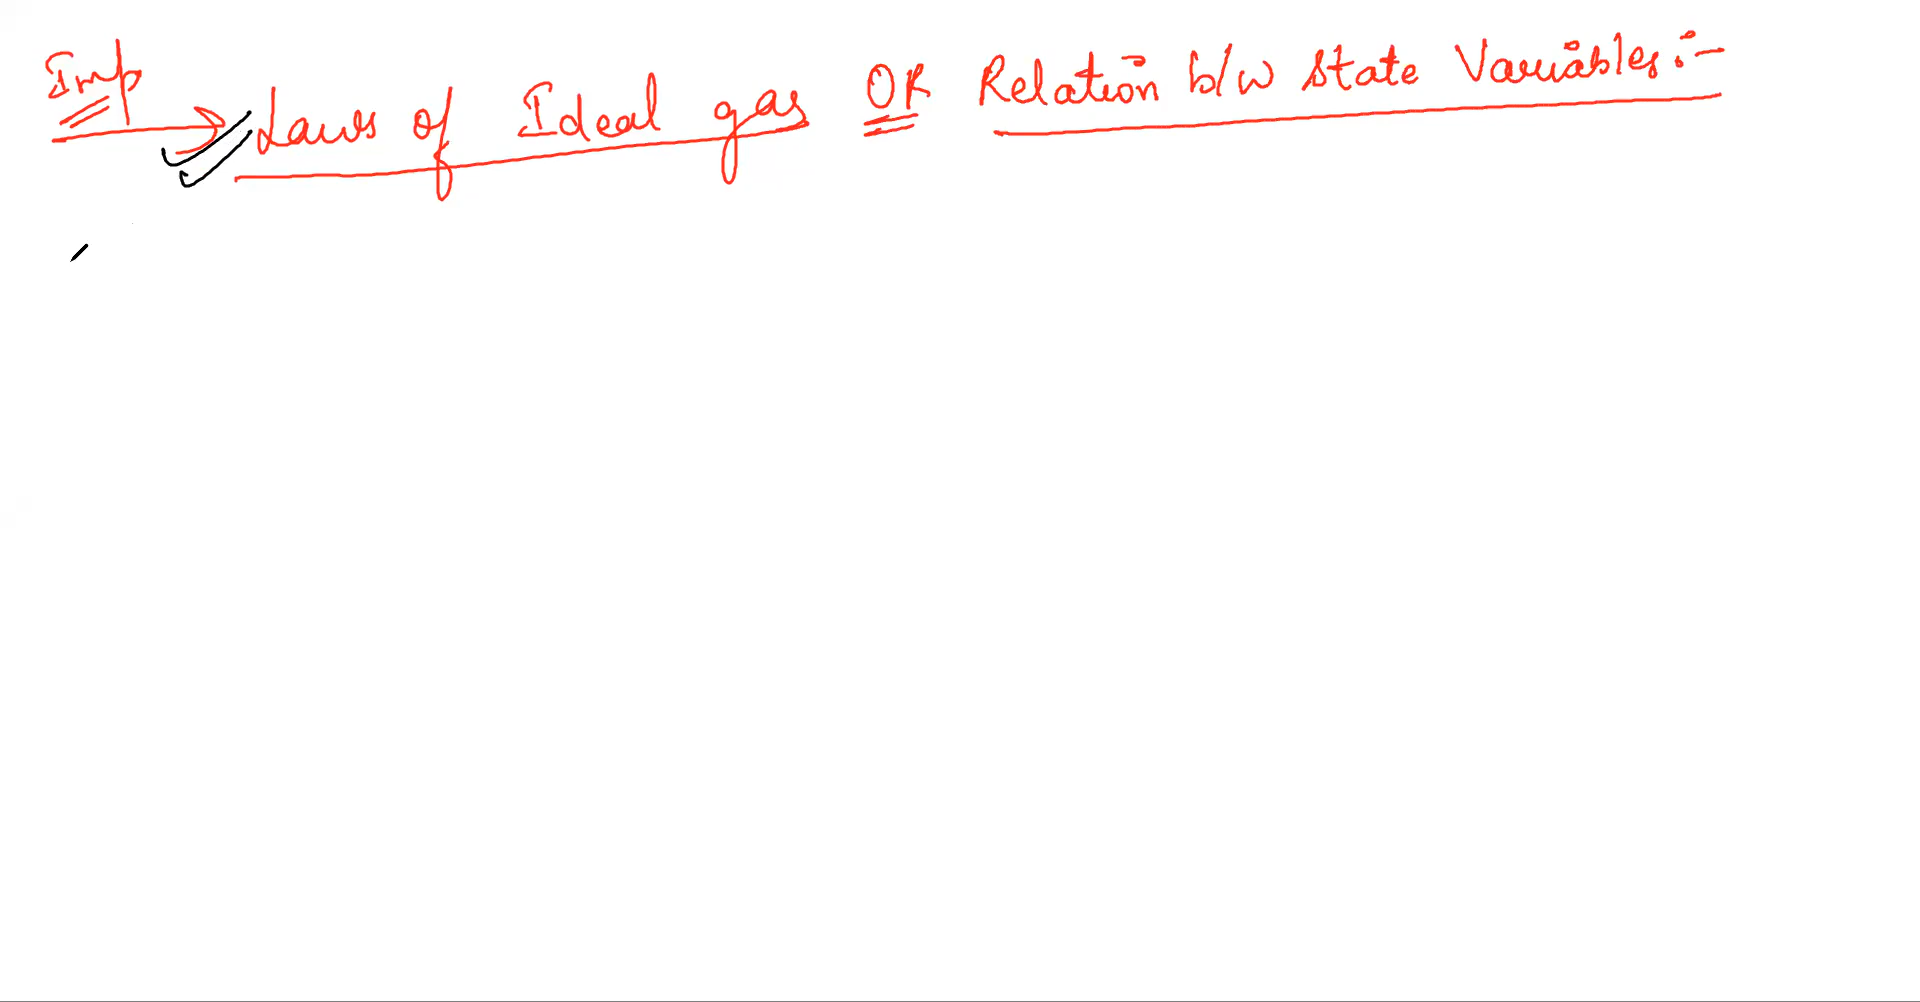 Imp
Laws of Ideal gas OR Relation b/w state Variables:-